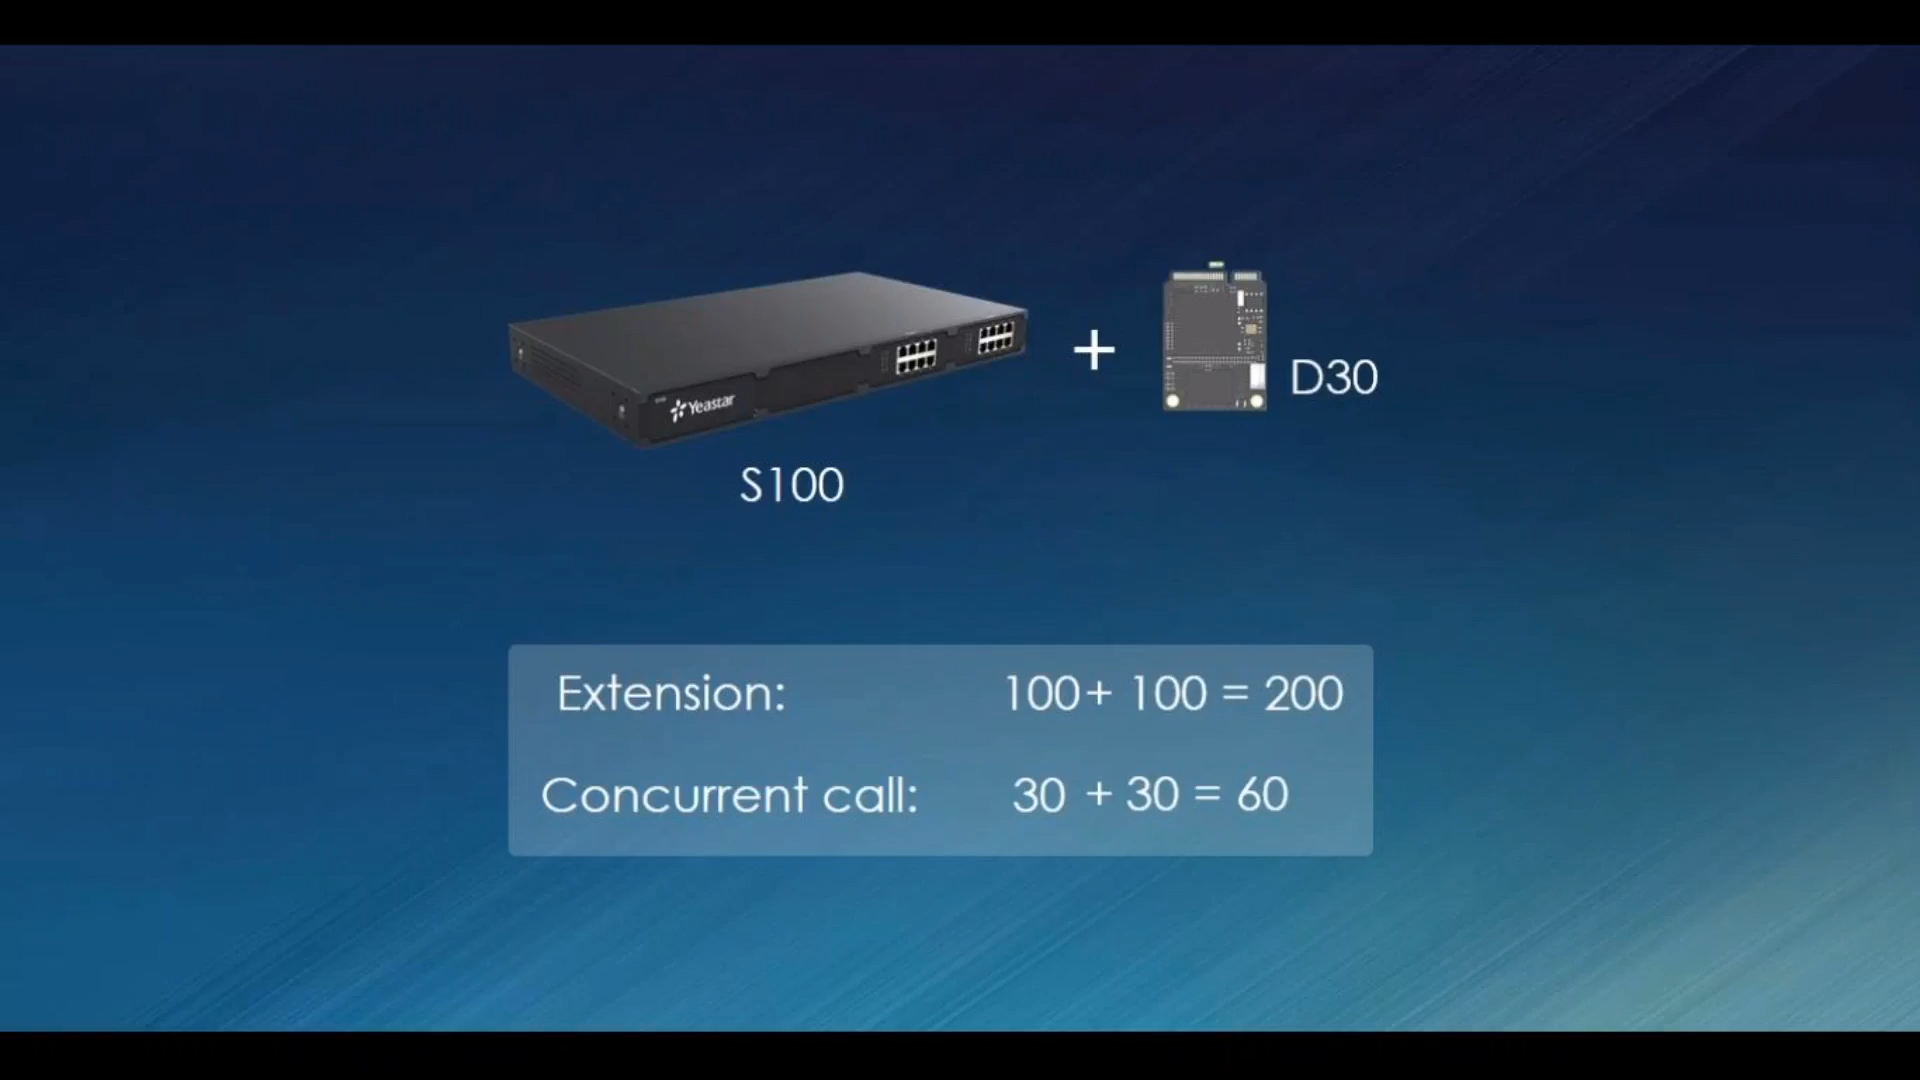 Yeastar
D30
S100
Extension: 100+ 100 = 200
Concurrent call: 30 + 30 = 60